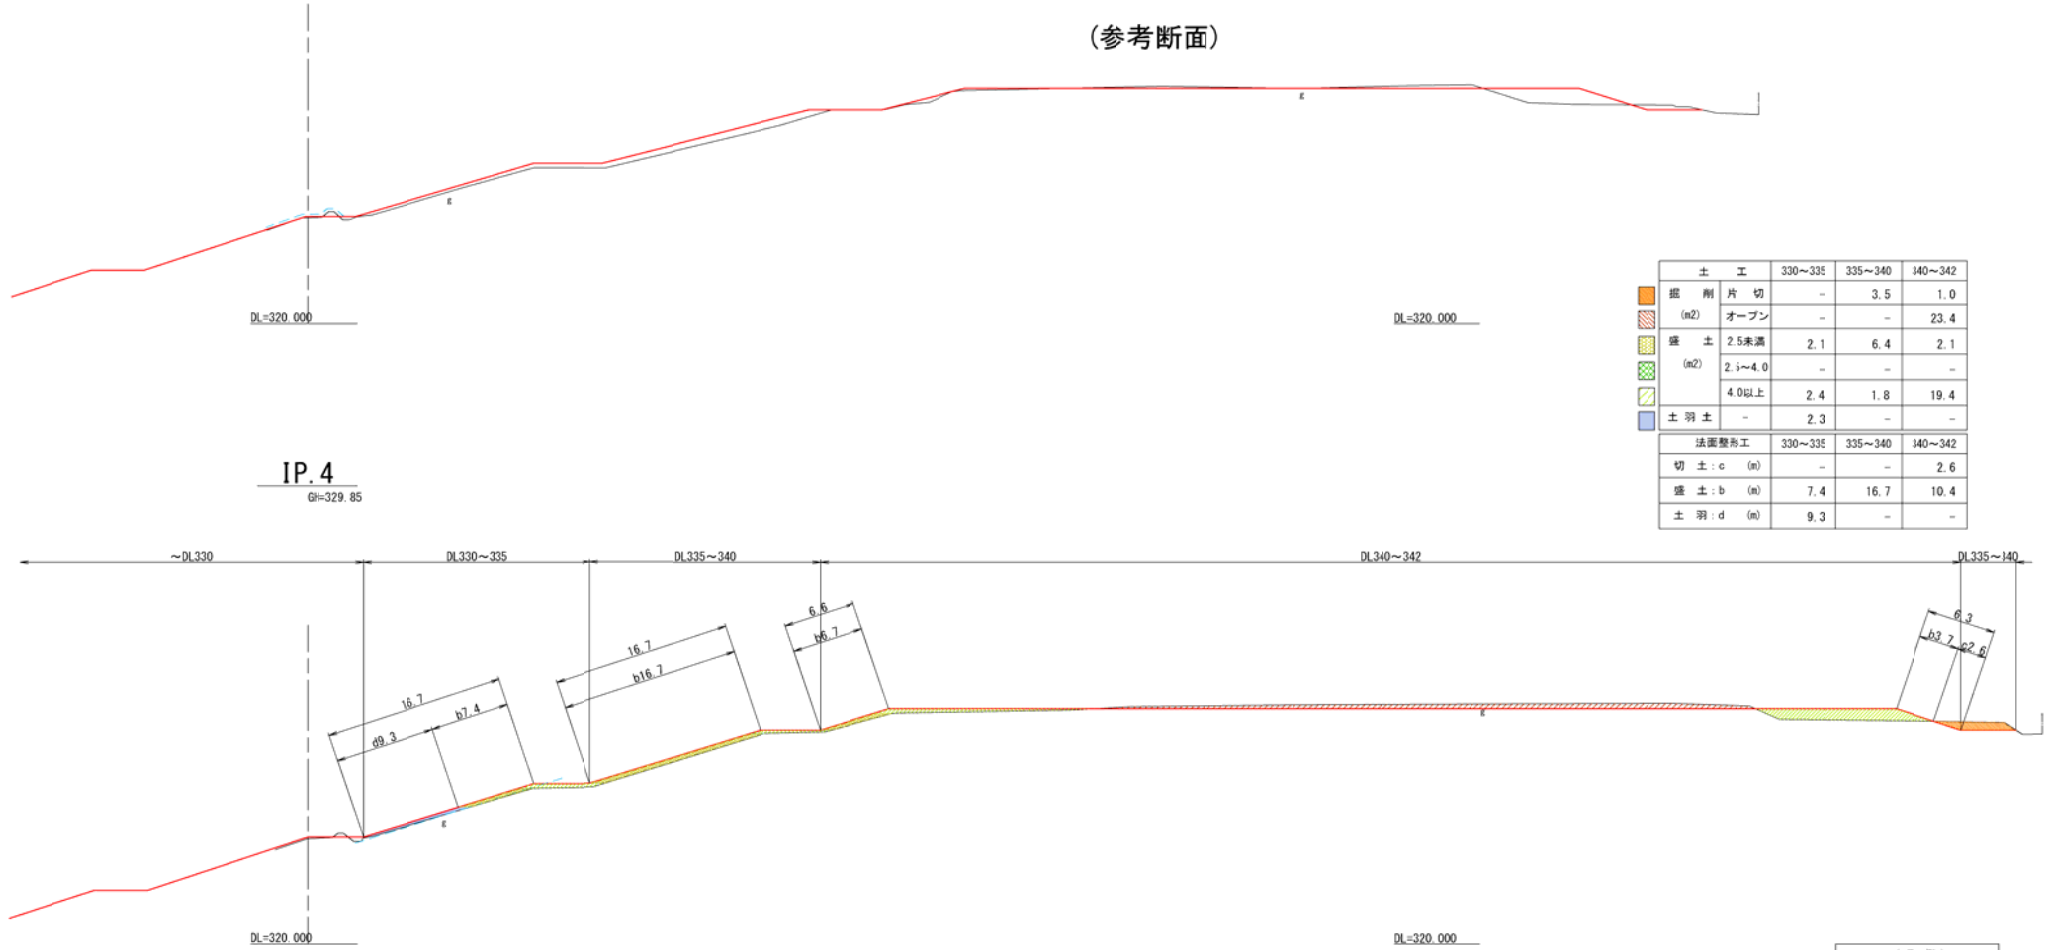 (参考断面)
g
g
DL=320.000
DL=320.000
土 工 330～335 335～340 340～342
掘 削 (m2) 片 切 - 3.5 1.0
オープン - - 23.4
盛 土 (m2) 2.5未満 2.1 6.4 2.1
2.5～4.0 - - -
4.0以上 2.4 1.8 19.4
土 羽 土 - 2.3 - -
法面整形工 330～335 335～340 340～342
切 土:c (m) - - 2.6
盛 土:b (m) 7.4 16.7 10.4
土 羽:d (m) 9.3 - -
IP.4
GH=329.85
～DL330
DL330～335
DL335～340
DL340～342
DL335～340
16.7
d9.3
b7.4
16.7
b16.7
6.6
b6.7
6.3
b3.7
c2.6
g
g
DL=320.000
DL=320.000